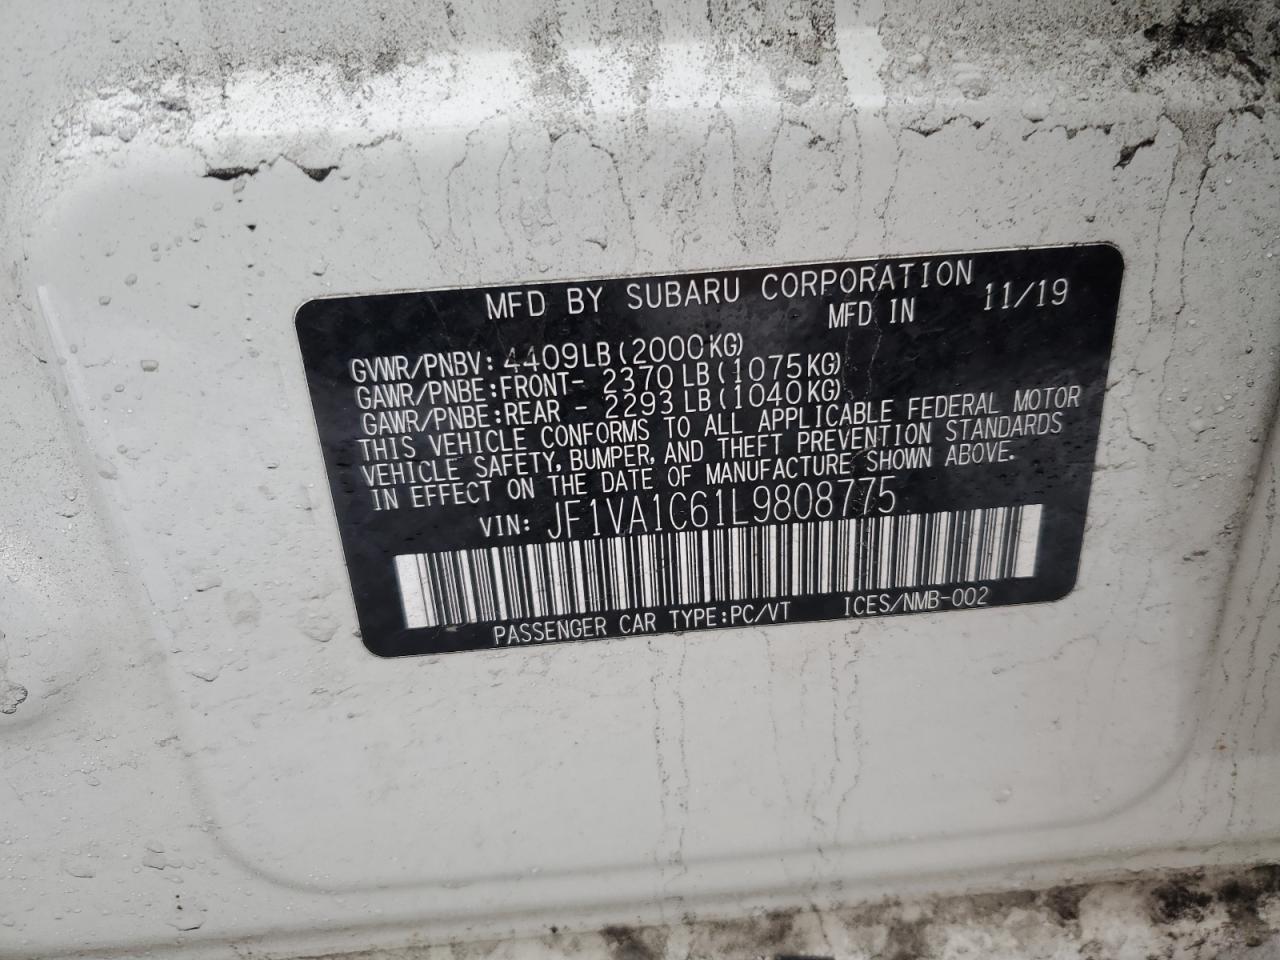 MFD BY SUBARU CORPORATION
MFD IN 11/19
GVWR/PNBV: 4409LB(2000KG)
GAWR/PNBE:FRONT- 2370LB(1075KG)
GAWR/PNBE:REAR - 2293LB(1040KG)
THIS VEHICLE CONFORMS TO ALL APPLICABLE FEDERAL MOTOR
VEHICLE SAFETY, BUMPER, AND THEFT PREVENTION STANDARDS
IN EFFECT ON THE DATE OF MANUFACTURE SHOWN ABOVE.
VIN: JF1VA1C61L9808775
PASSENGER CAR TYPE:PC/VT ICES/NMB-002